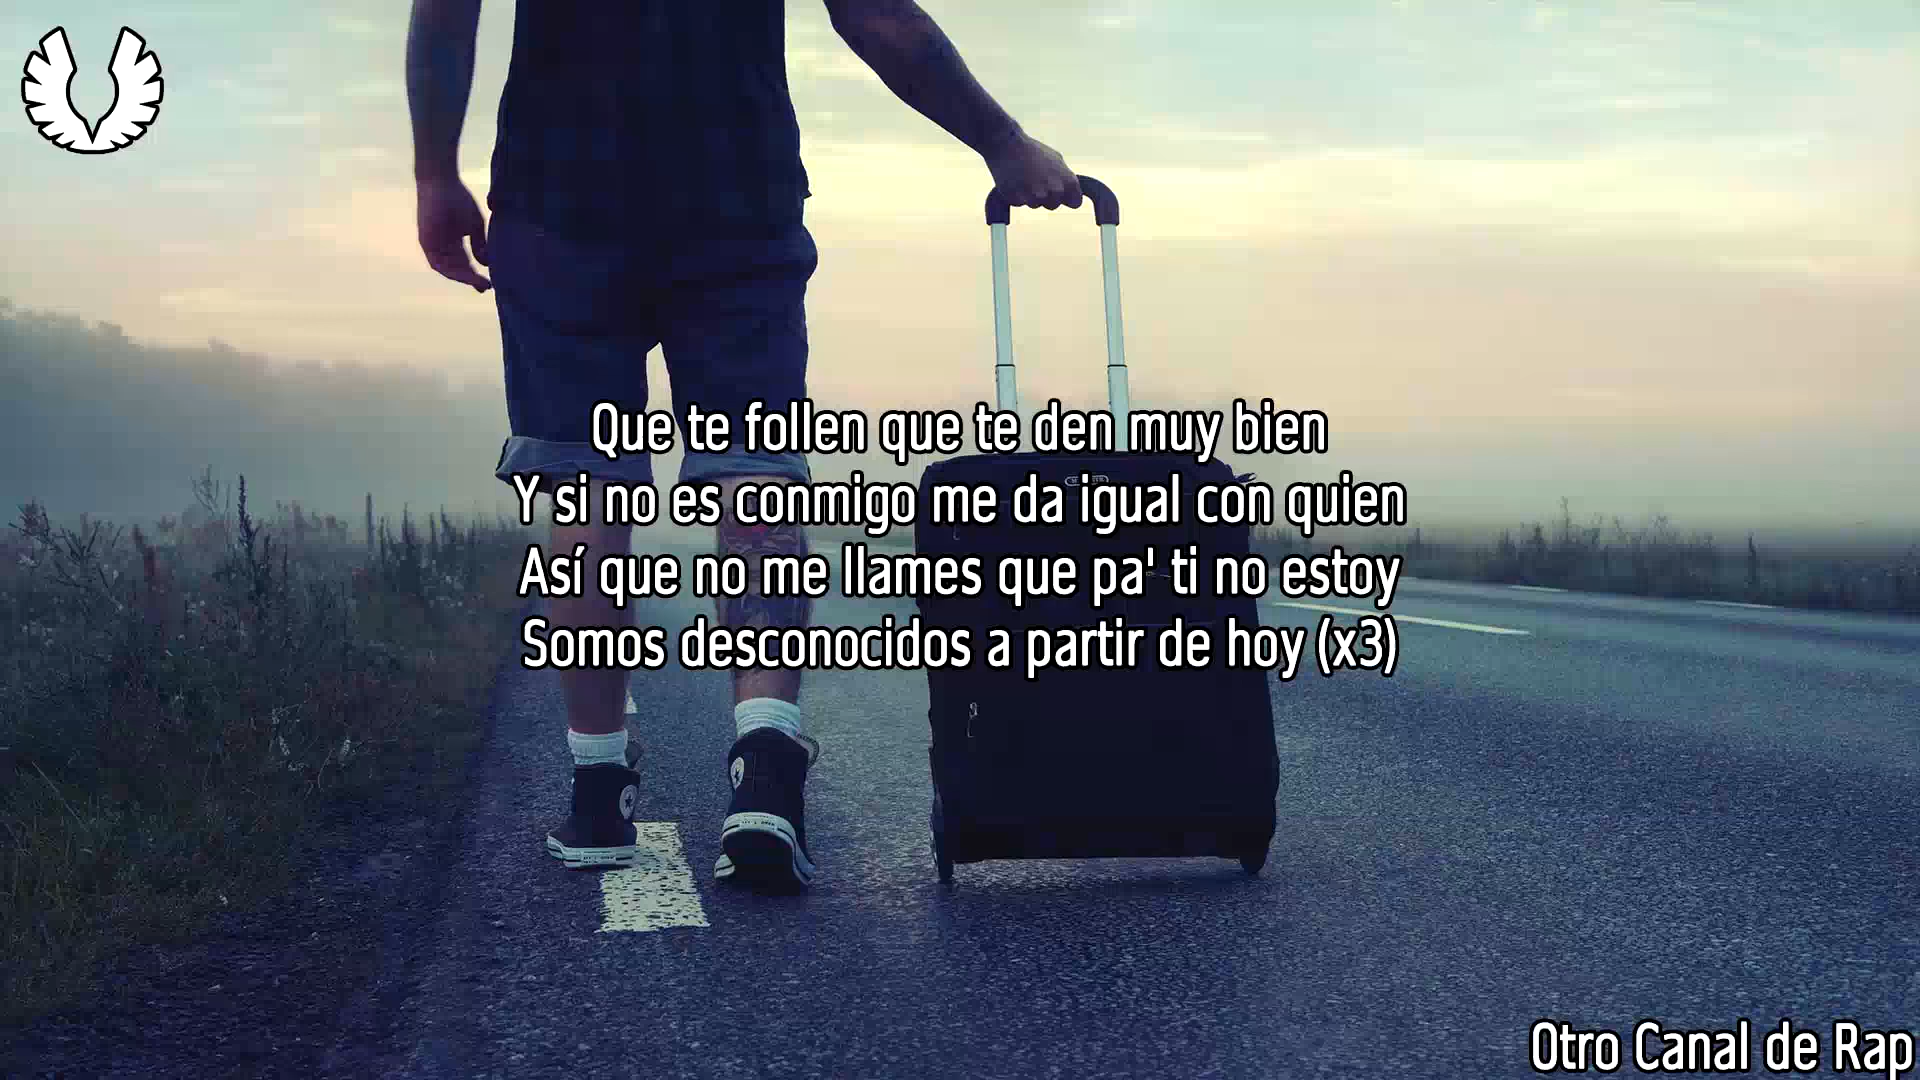 Que te follen que te den muy bien
Y si no es conmigo me da igual con quien
Así que no me llames que pa' ti no estoy
Somos desconocidos a partir de hoy (x3)
Otro Canal de Rap